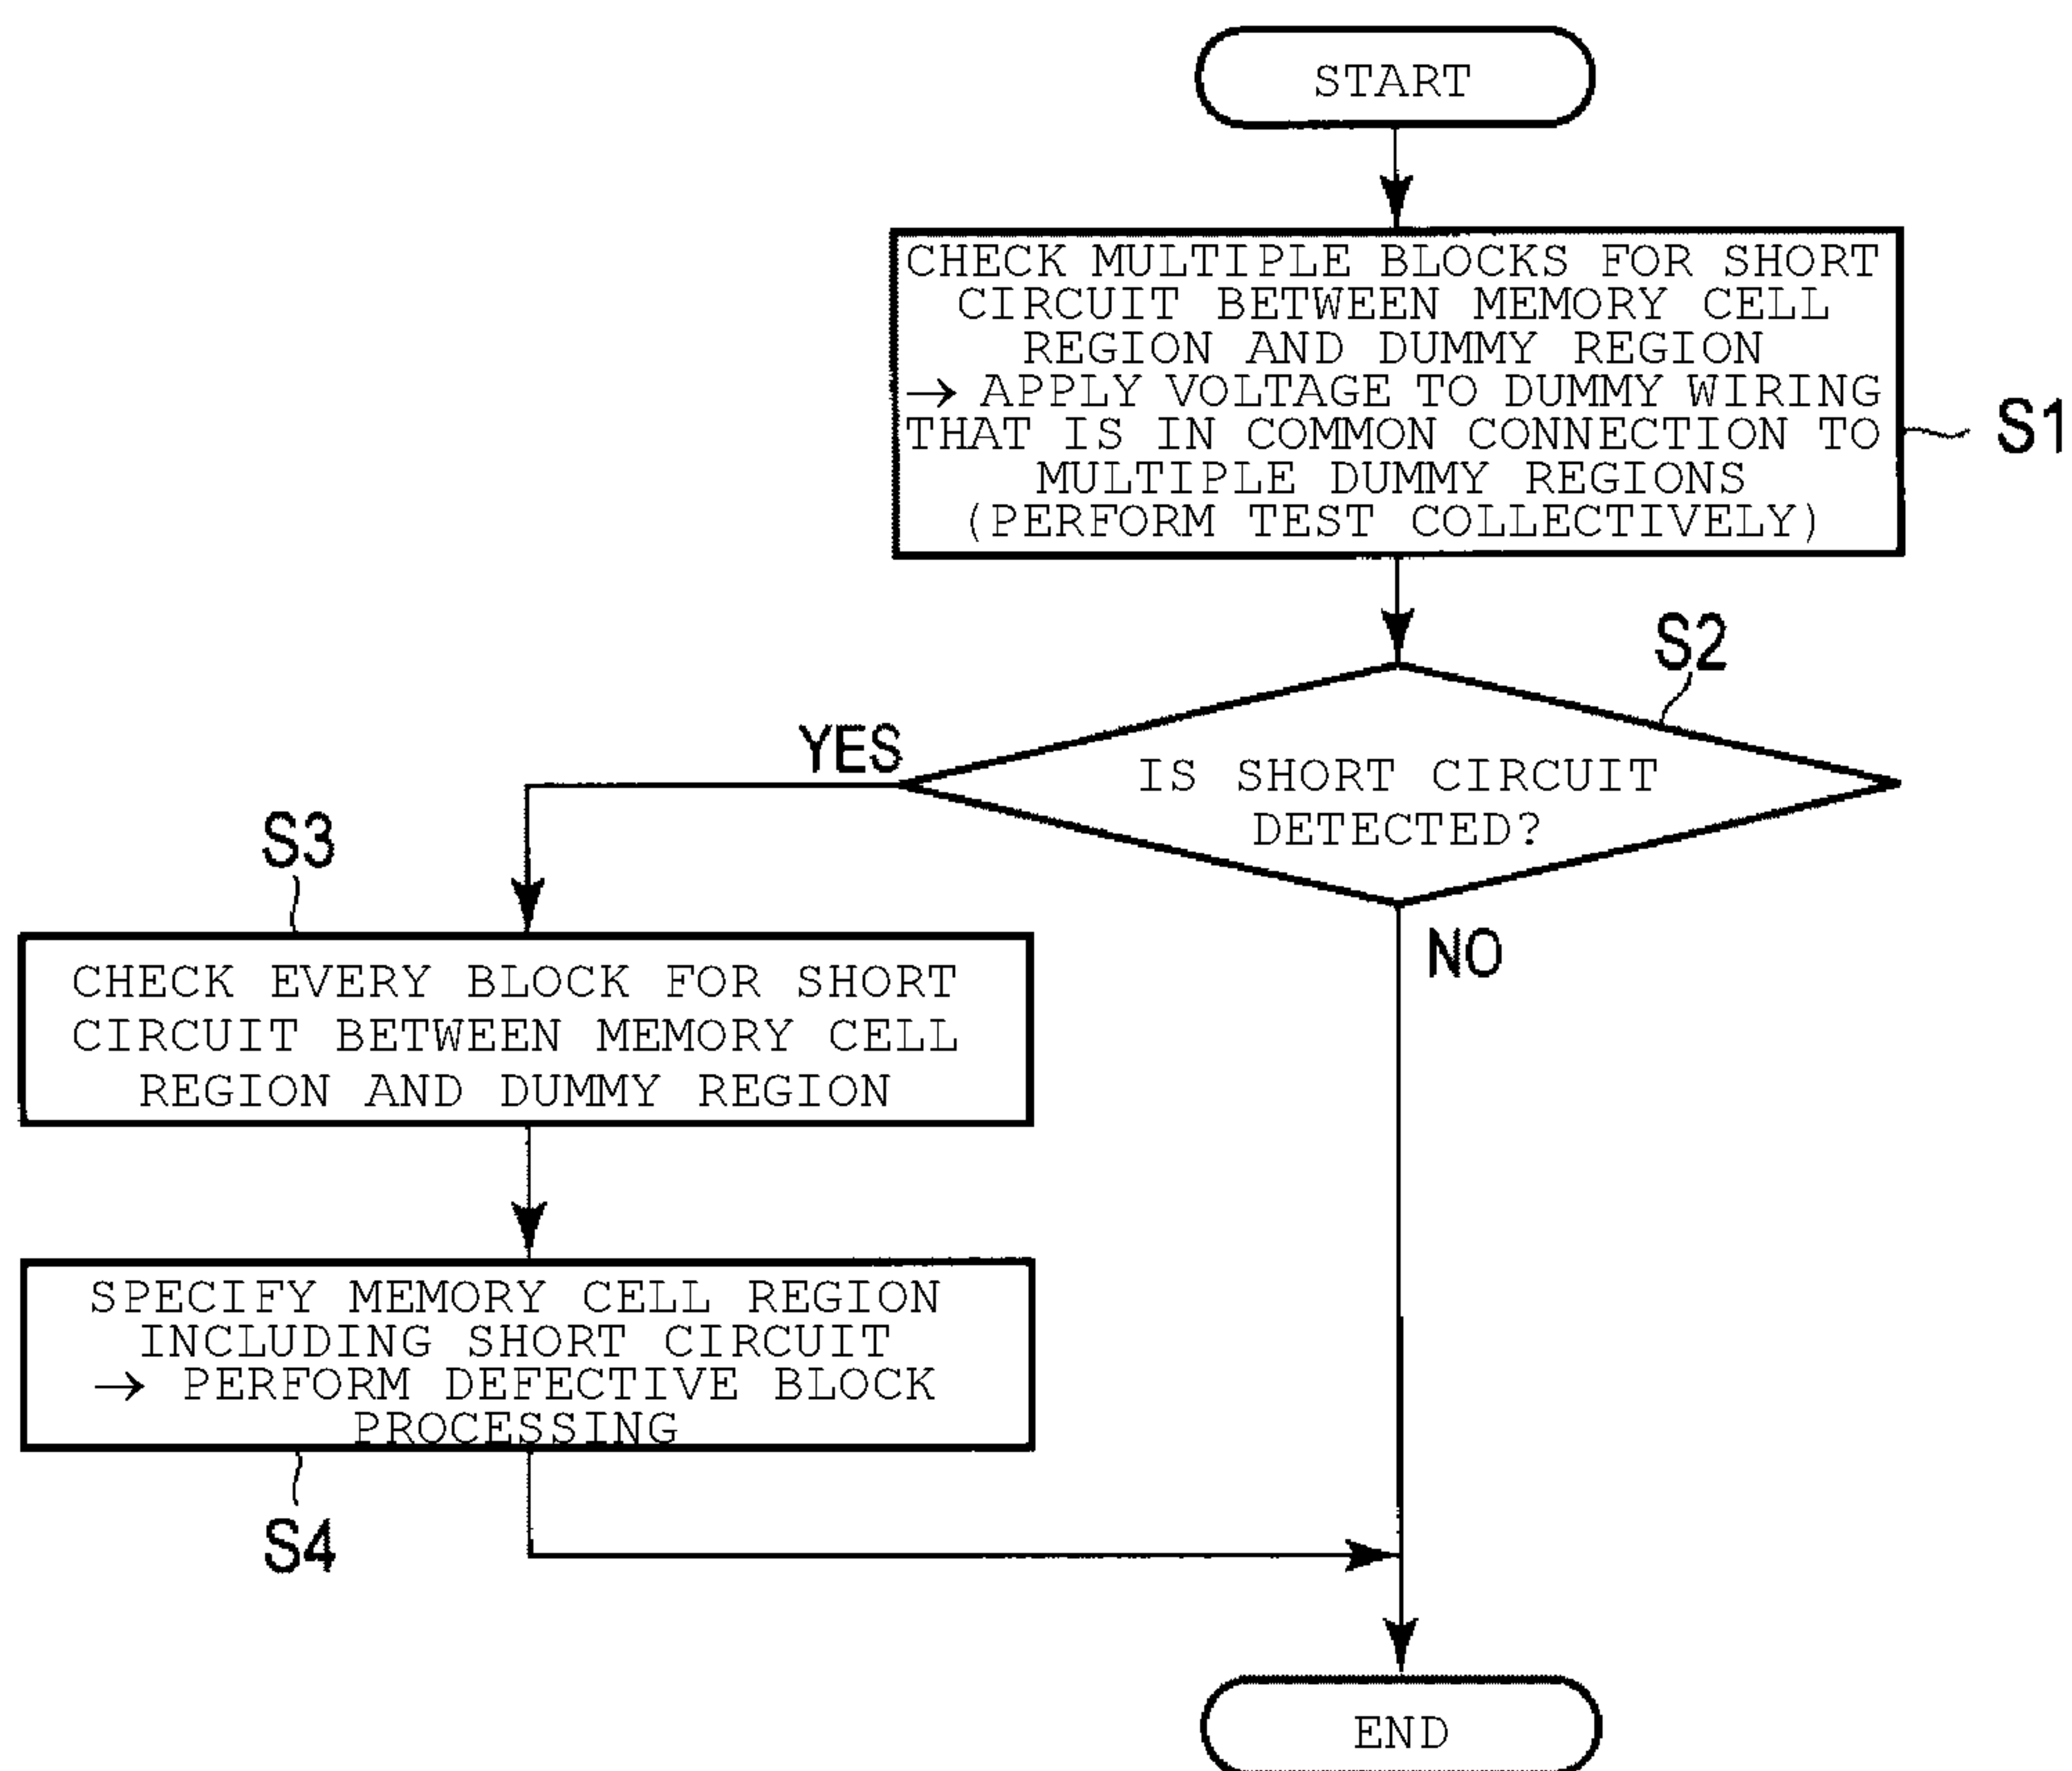 START
CHECK MULTIPLE BLOCKS FOR SHORT
CIRCUIT BETWEEN MEMORY CELL
REGION AND DUMMY REGION
→ APPLY VOLTAGE TO DUMMY WIRING
THAT IS IN COMMON CONNECTION TO
MULTIPLE DUMMY REGIONS
(PERFORM TEST COLLECTIVELY)
S1
S2
IS SHORT CIRCUIT
DETECTED?
YES
NO
S3
CHECK EVERY BLOCK FOR SHORT
CIRCUIT BETWEEN MEMORY CELL
REGION AND DUMMY REGION
SPECIFY MEMORY CELL REGION
INCLUDING SHORT CIRCUIT
→ PERFORM DEFECTIVE BLOCK
PROCESSING
S4
END